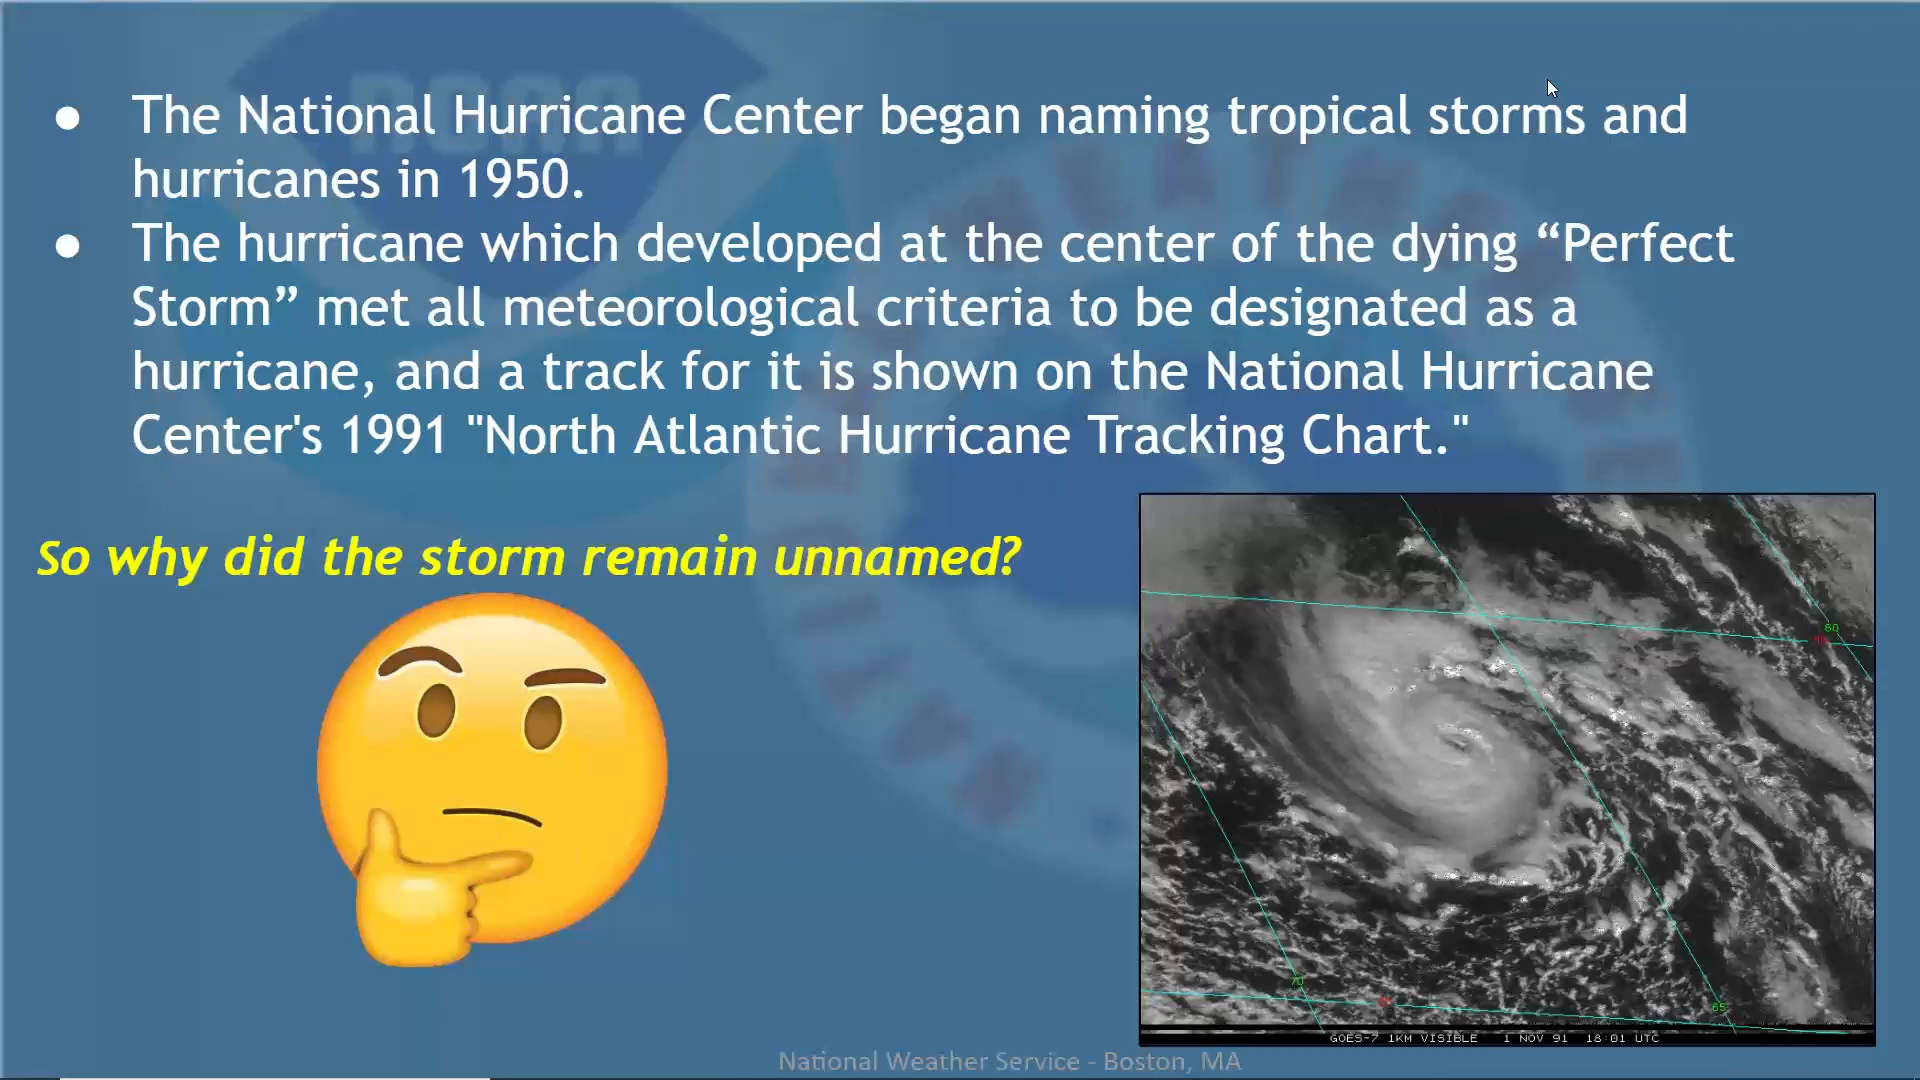 ● The National Hurricane Center began naming tropical storms and
hurricanes in 1950.
● The hurricane which developed at the center of the dying “Perfect
Storm” met all meteorological criteria to be designated as a
hurricane, and a track for it is shown on the National Hurricane
Center's 1991 "North Atlantic Hurricane Tracking Chart."
So why did the storm remain unnamed?
60
70
65
GOES-7 1KM VISIBLE 1 NOV 91 18:01 UTC
National Weather Service - Boston, MA